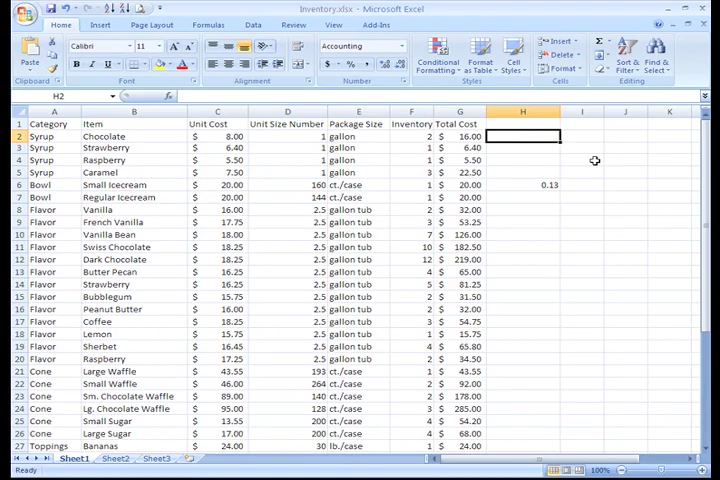 Inventory.xlsx - Microsoft Excel
Home Insert Page Layout Formulas Data Review View Add-Ins
Calibri 11 A A Accounting Insert Σ
Paste B I U A $ % , Conditional Formatting Format as Table Cell Styles Delete Format Sort & Filter Find & Select
Clipboard Font Alignment Number Styles Cells Editing
H2 fx
A B C D E F G H I J K
1 Category Item Unit Cost Unit Size Number Package Size Inventory Total Cost
2 Syrup Chocolate $ 8.00 1 gallon 2 $ 16.00
3 Syrup Strawberry $ 6.40 1 gallon 1 $ 6.40
4 Syrup Raspberry $ 5.50 1 gallon 1 $ 5.50
5 Syrup Caramel $ 7.50 1 gallon 3 $ 22.50
6 Bowl Small Icecream $ 20.00 160 ct./case 1 $ 20.00 0.13
7 Bowl Regular Icecream $ 20.00 144 ct./case 1 $ 20.00
8 Flavor Vanilla $ 16.00 2.5 gallon tub 2 $ 32.00
9 Flavor French Vanilla $ 17.75 2.5 gallon tub 3 $ 53.25
10 Flavor Vanilla Bean $ 18.00 2.5 gallon tub 7 $ 126.00
11 Flavor Swiss Chocolate $ 18.25 2.5 gallon tub 10 $ 182.50
12 Flavor Dark Chocolate $ 18.25 2.5 gallon tub 12 $ 219.00
13 Flavor Butter Pecan $ 16.25 2.5 gallon tub 4 $ 65.00
14 Flavor Strawberry $ 16.25 2.5 gallon tub 5 $ 81.25
15 Flavor Bubblegum $ 15.75 2.5 gallon tub 2 $ 31.50
16 Flavor Peanut Butter $ 16.00 2.5 gallon tub 2 $ 32.00
17 Flavor Coffee $ 18.25 2.5 gallon tub 3 $ 54.75
18 Flavor Lemon $ 15.75 2.5 gallon tub 1 $ 15.75
19 Flavor Sherbet $ 16.45 2.5 gallon tub 4 $ 65.80
20 Flavor Raspberry $ 17.25 2.5 gallon tub 2 $ 34.50
21 Cone Large Waffle $ 43.55 193 ct./case 1 $ 43.55
22 Cone Small Waffle $ 46.00 264 ct./case 2 $ 92.00
23 Cone Sm. Chocolate Waffle $ 89.00 140 ct./case 2 $ 178.00
24 Cone Lg. Chocolate Waffle $ 95.00 128 ct./case 3 $ 285.00
25 Cone Small Sugar $ 13.55 200 ct./case 4 $ 54.20
26 Cone Large Sugar $ 17.00 200 ct./case 4 $ 68.00
27 Toppings Bananas $ 24.00 30 lb./case 1 $ 24.00
Sheet1 Sheet2 Sheet3
Ready 100%